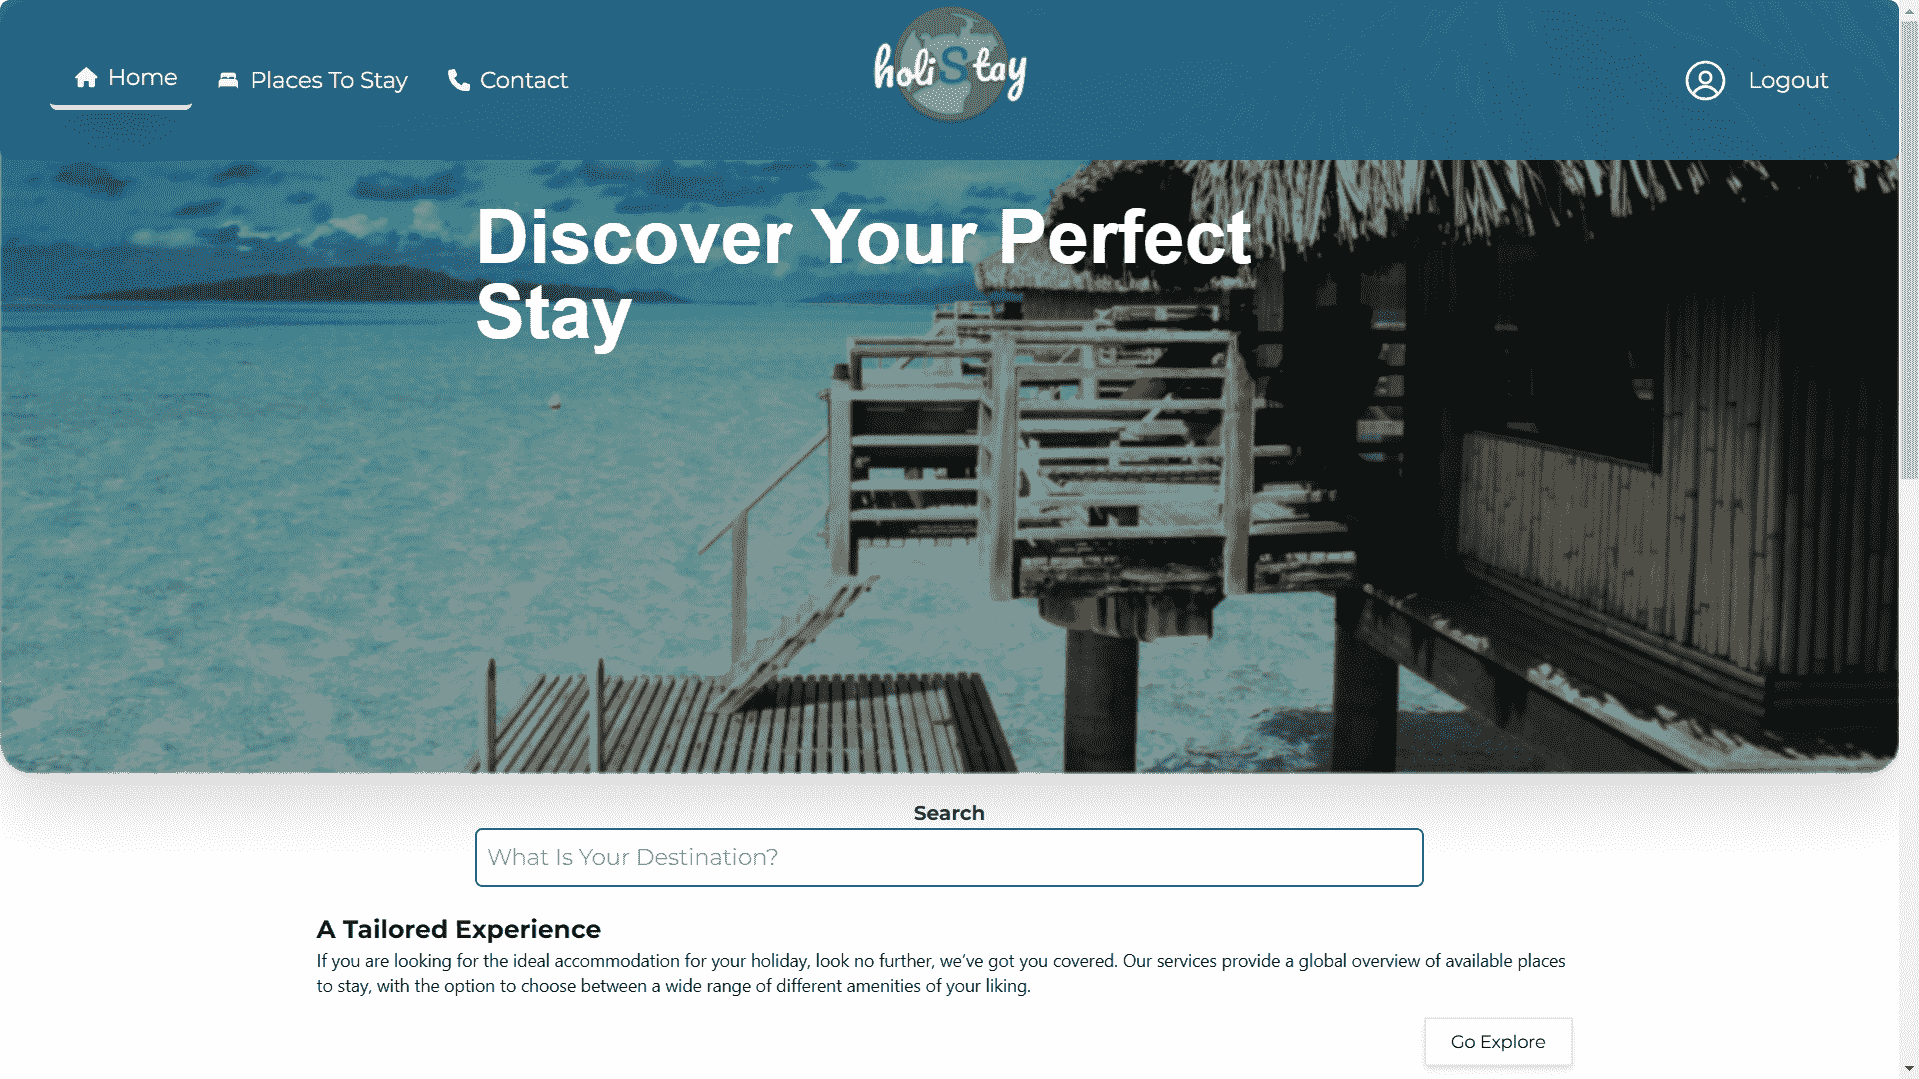 Home
Places To Stay
Contact
holiStay
Logout
Discover Your Perfect
Stay
Search
What Is Your Destination?
A Tailored Experience
If you are looking for the ideal accommodation for your holiday, look no further, we’ve got you covered. Our services provide a global overview of available places
to stay, with the option to choose between a wide range of different amenities of your liking.
Go Explore